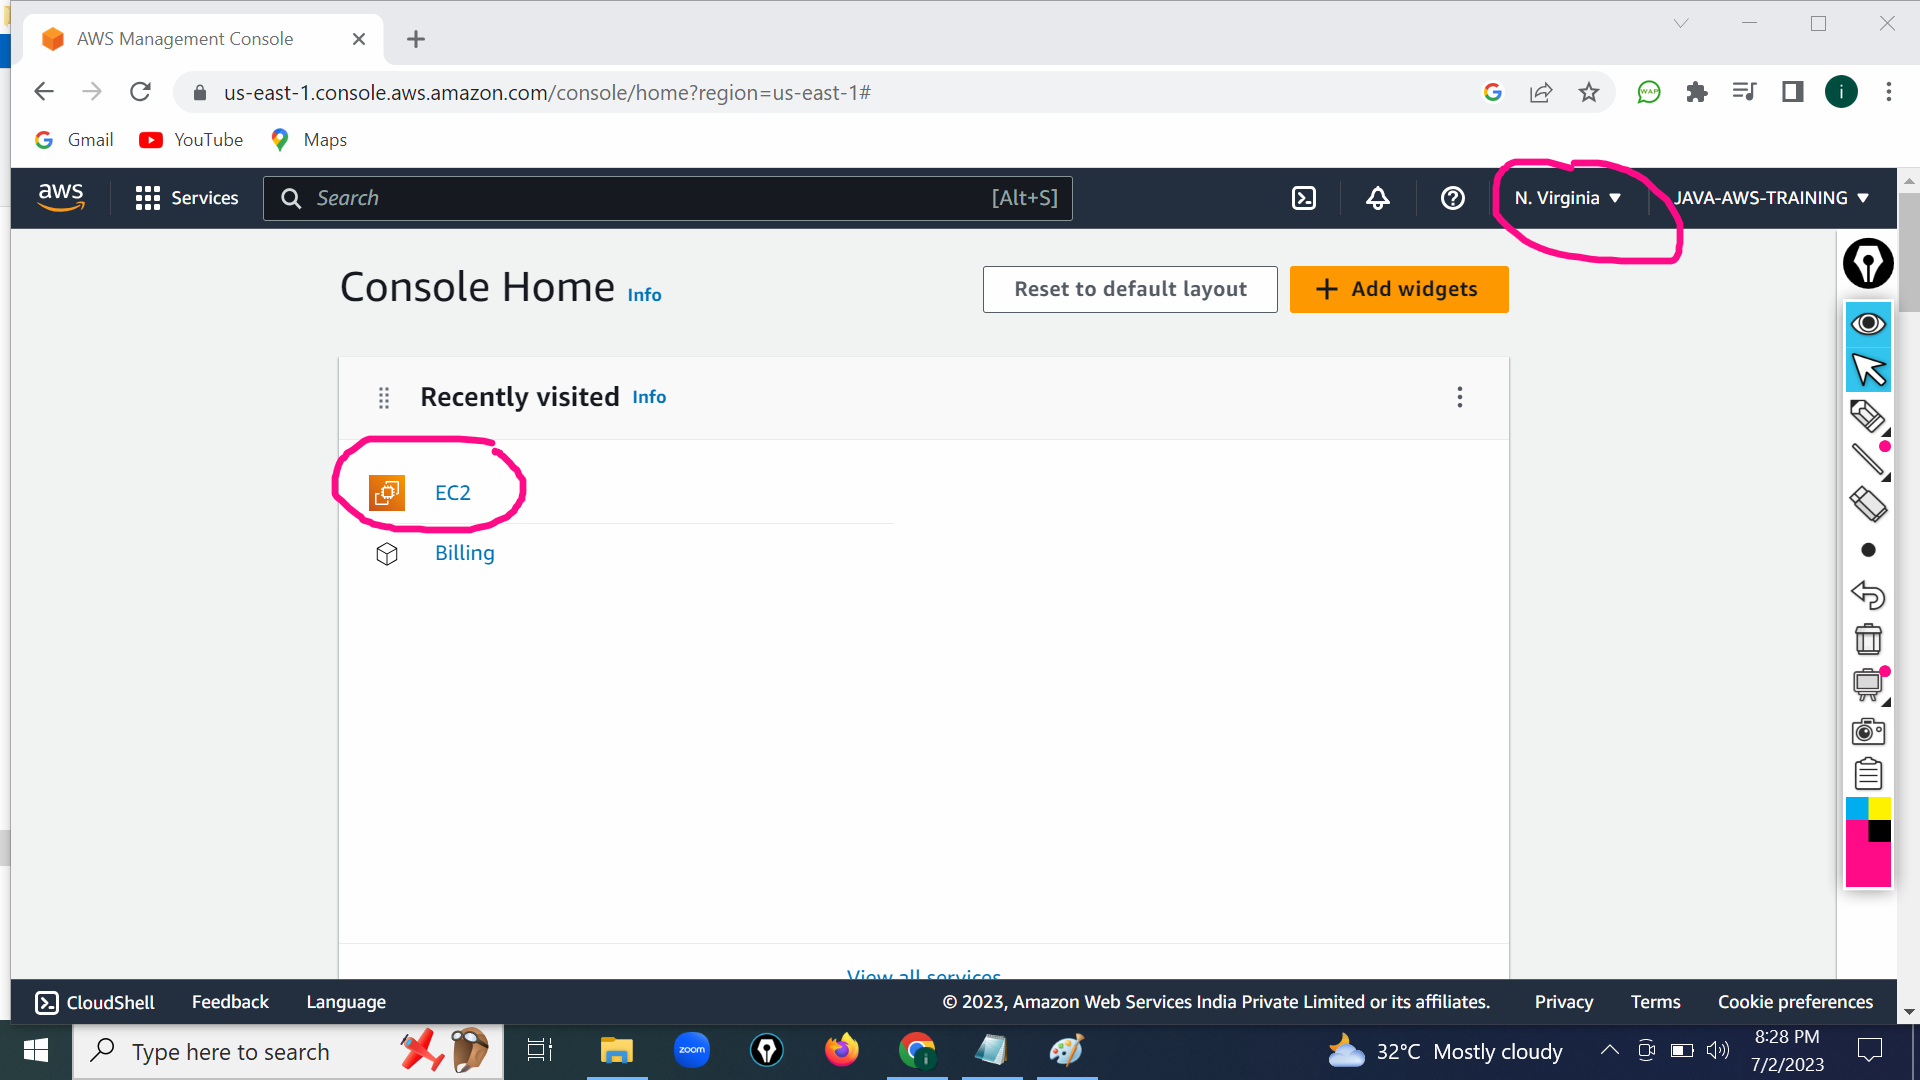 AWS Management Console
us-east-1.console.aws.amazon.com/console/home?region=us-east-1#
WAP
i
Gmail YouTube Maps
aws Services Search [Alt+S] N. Virginia JAVA-AWS-TRAINING
Console Home Info Reset to default layout Add widgets
Recently visited Info
EC2
Billing
View all services
CloudShell Feedback Language © 2023, Amazon Web Services India Private Limited or its affiliates. Privacy Terms Cookie preferences
Type here to search zoom i 32°C Mostly cloudy 8:28 PM
7/2/2023